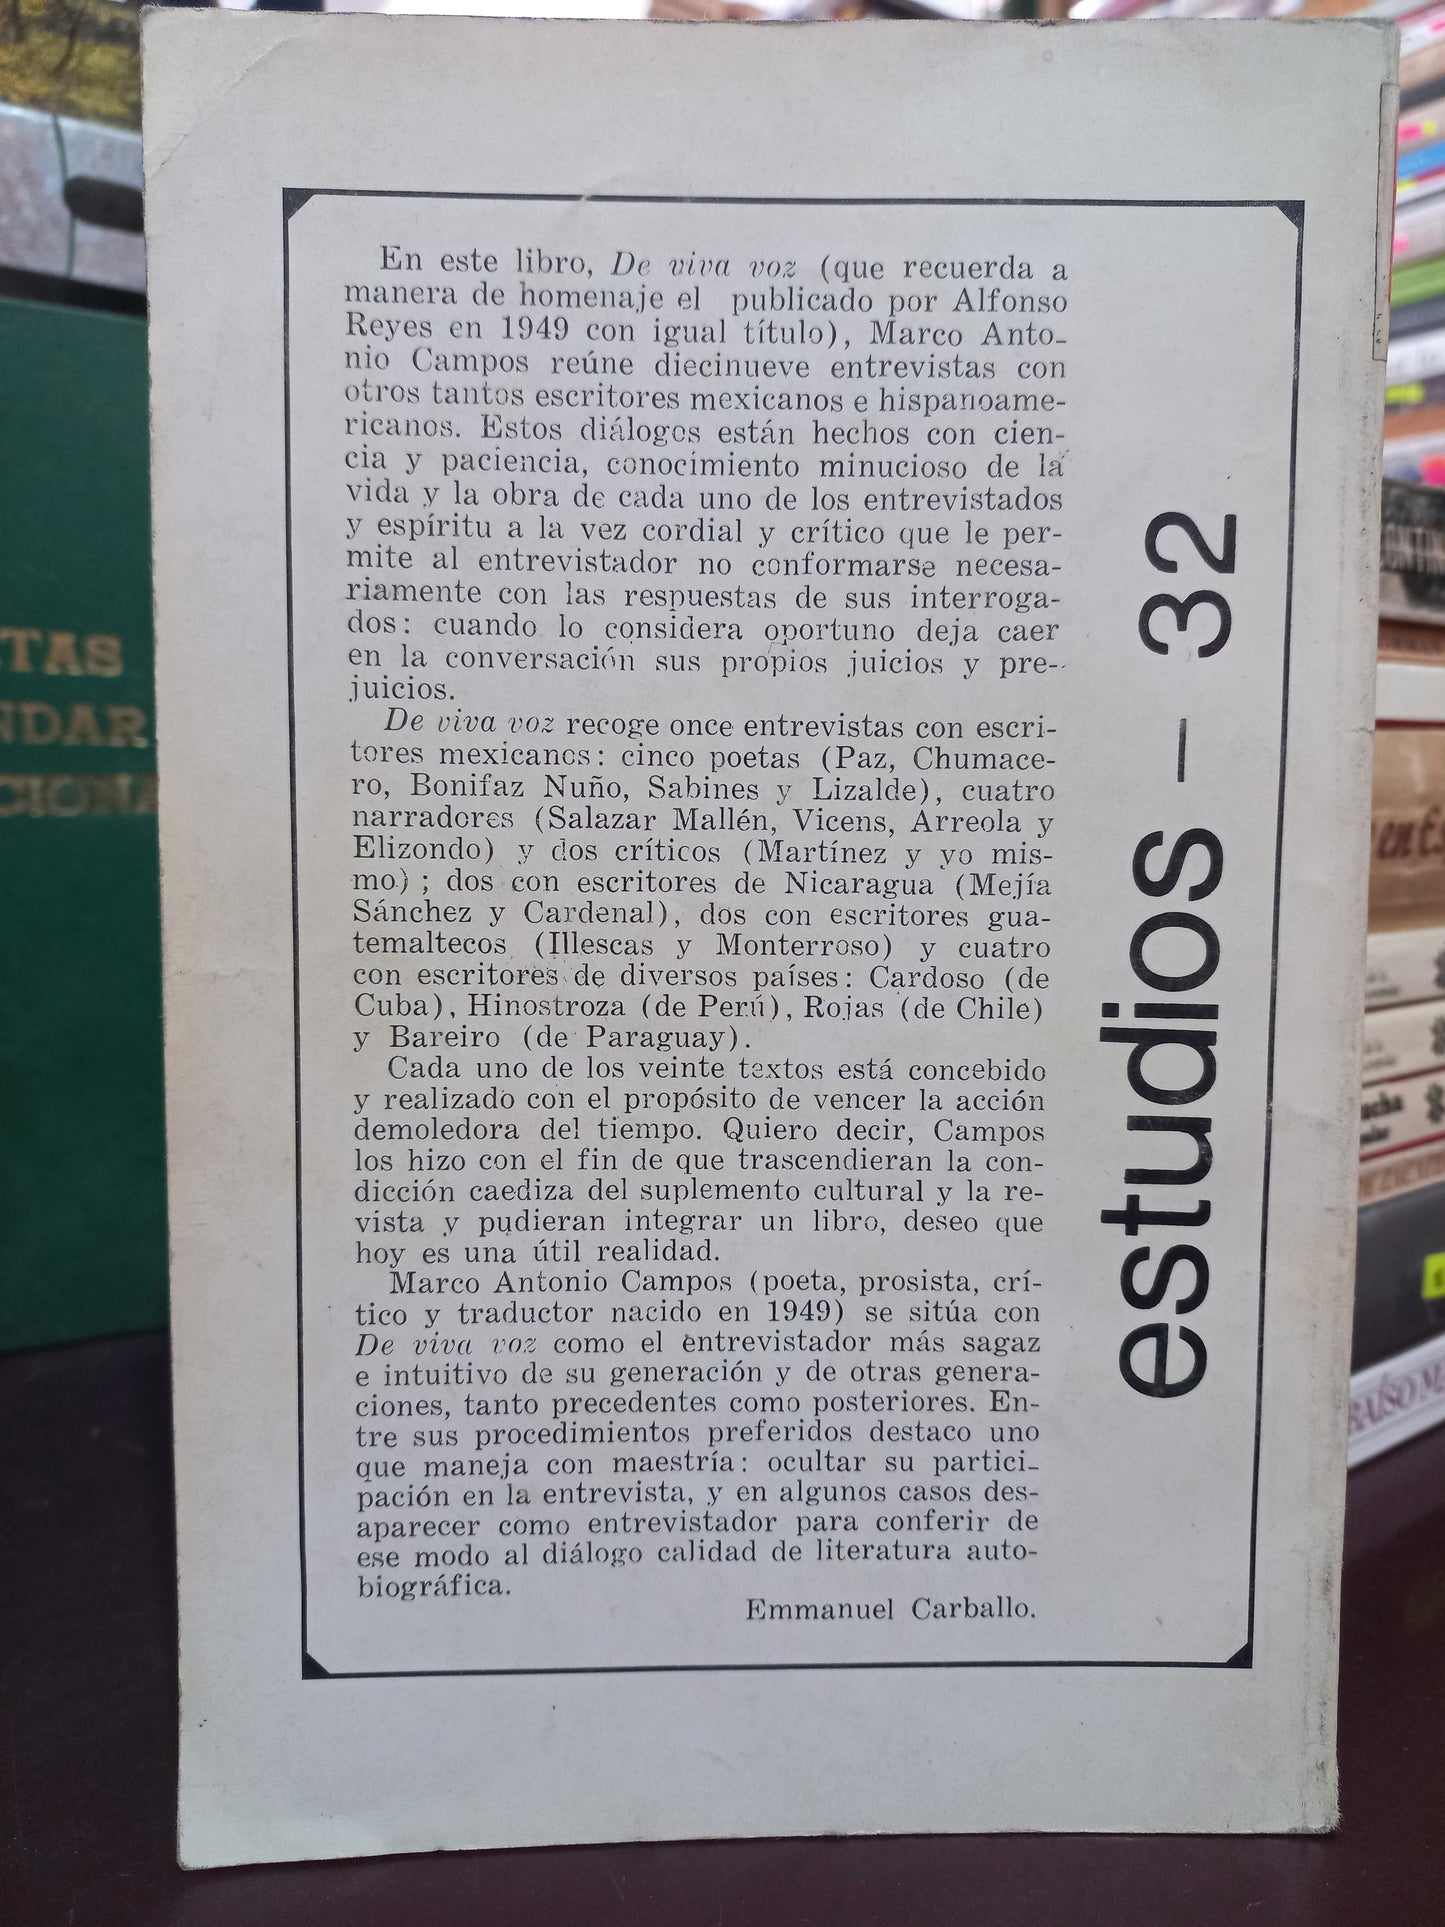 En este libro, De viva voz (que recuerda a
manera de homenaje el publicado por Alfonso
Reyes en 1949 con igual título), Marco Anto-
nio Campos reúne diecinueve entrevistas con
otros tantos escritores mexicanos e hispanoame-
ricanos. Estos diálogos están hechos con cien-
cia y paciencia, conocimiento minucioso de la
vida y la obra de cada uno de los entrevistados
y espíritu a la vez cordial y crítico que le per-
mite al entrevistador no conformarse necesa-
riamente con las respuestas de sus interroga-
dos: cuando lo considera oportuno deja caer
en la conversación sus propios juicios y pre-
juicios.
De viva voz recoge once entrevistas con escri-
tores mexicanos: cinco poetas (Paz, Chumace-
ro, Bonifaz Nuño, Sabines y Lizalde), cuatro
narradores (Salazar Mallén, Vicens, Arreola y
Elizondo) y dos críticos (Martínez y yo mis-
mo); dos con escritores de Nicaragua (Mejía
Sánchez y Cardenal), dos con escritores gua-
temaltecos (Illescas y Monterroso) y cuatro
con escritores de diversos países: Cardoso (de
Cuba), Hinostroza (de Perú), Rojas (de Chile)
y Bareiro (de Paraguay).
Cada uno de los veinte textos está concebido
y realizado con el propósito de vencer la acción
demoledora del tiempo. Quiero decir, Campos
los hizo con el fin de que trascendieran la con-
dicción caediza del suplemento cultural y la re-
vista y pudieran integrar un libro, deseo que
hoy es una útil realidad.
Marco Antonio Campos (poeta, prosista, crí-
tico y traductor nacido en 1949) se sitúa con
De viva voz como el entrevistador más sagaz
e intuitivo de su generación y de otras genera-
ciones, tanto precedentes como posteriores. En-
tre sus procedimientos preferidos destaco uno
que maneja con maestría: ocultar su partici-
pación en la entrevista, y en algunos casos des-
aparecer como entrevistador para conferir de
ese modo al diálogo calidad de literatura auto-
biográfica.
Emmanuel Carballo.
estudios – 32
TAS
NDAR
CIONA